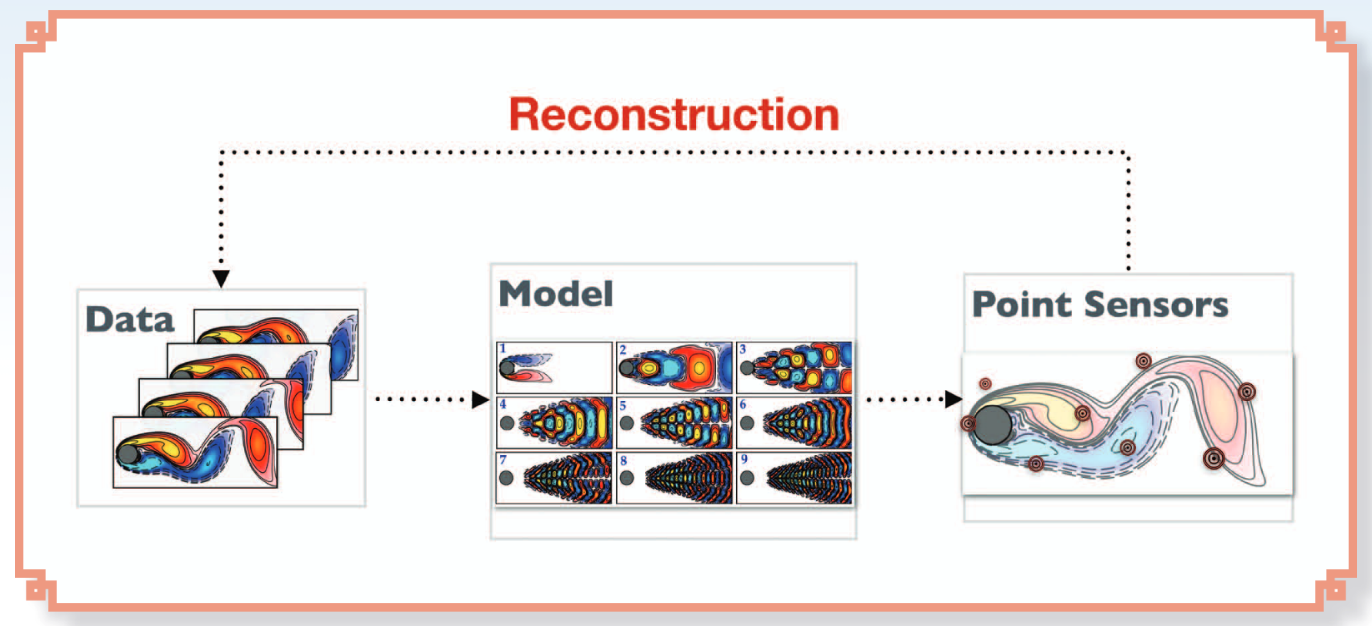 Reconstruction
Data
Model
Point Sensors
1
2
3
4
5
6
7
8
9